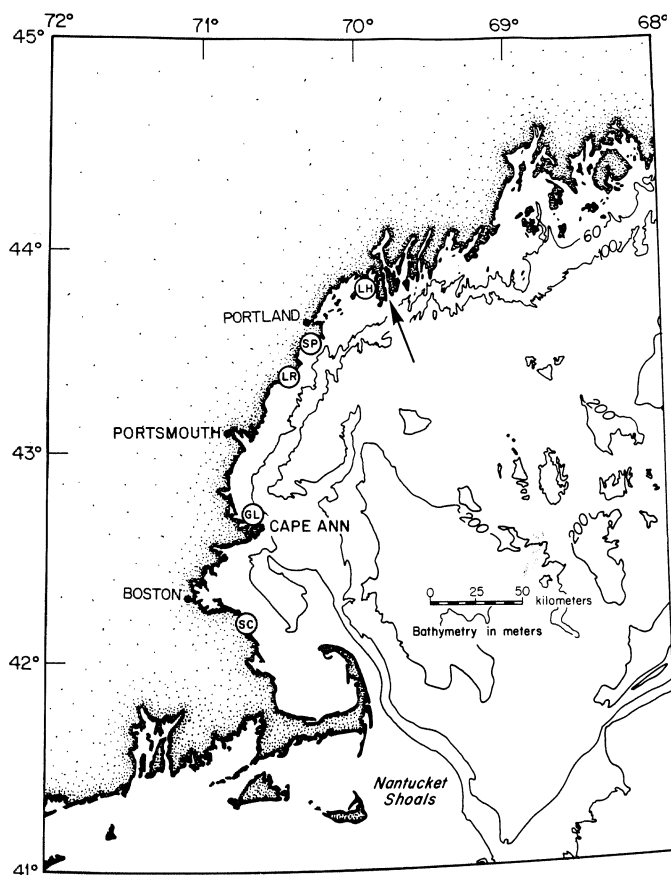 72°
71°
70°
69°
68°
45°
44°
60
100
LH
PORTLAND
SP
LR
200
PORTSMOUTH
43°
200
200
GL
CAPE ANN
0 25 50
kilometers
BOSTON
Bathymetry in meters
SC
42°
Nantucket
Shoals
41°